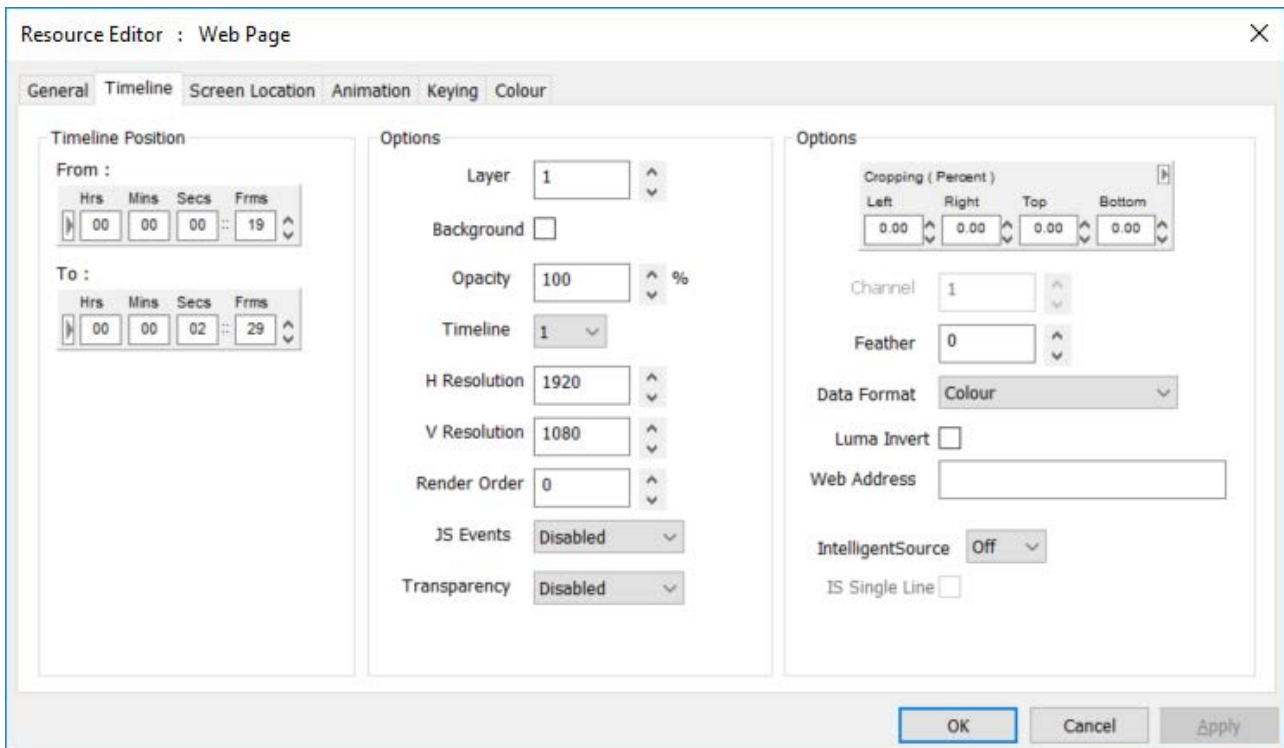 Resource Editor : Web Page
General Timeline Screen Location Animation Keying Colour
Timeline Position
From :
Hrs Mins Secs Frms
00 00 00 :: 19
To :
Hrs Mins Secs Frms
00 00 02 :: 29
Options
Layer 1
Background
Opacity 100 %
Timeline 1
H Resolution 1920
V Resolution 1080
Render Order 0
JS Events Disabled
Transparency Disabled
Options
Cropping ( Percent )
Left Right Top Bottom
0.00 0.00 0.00 0.00
Channel 1
Feather 0
Data Format Colour
Luma Invert
Web Address
IntelligentSource Off
IS Single Line
OK Cancel Apply